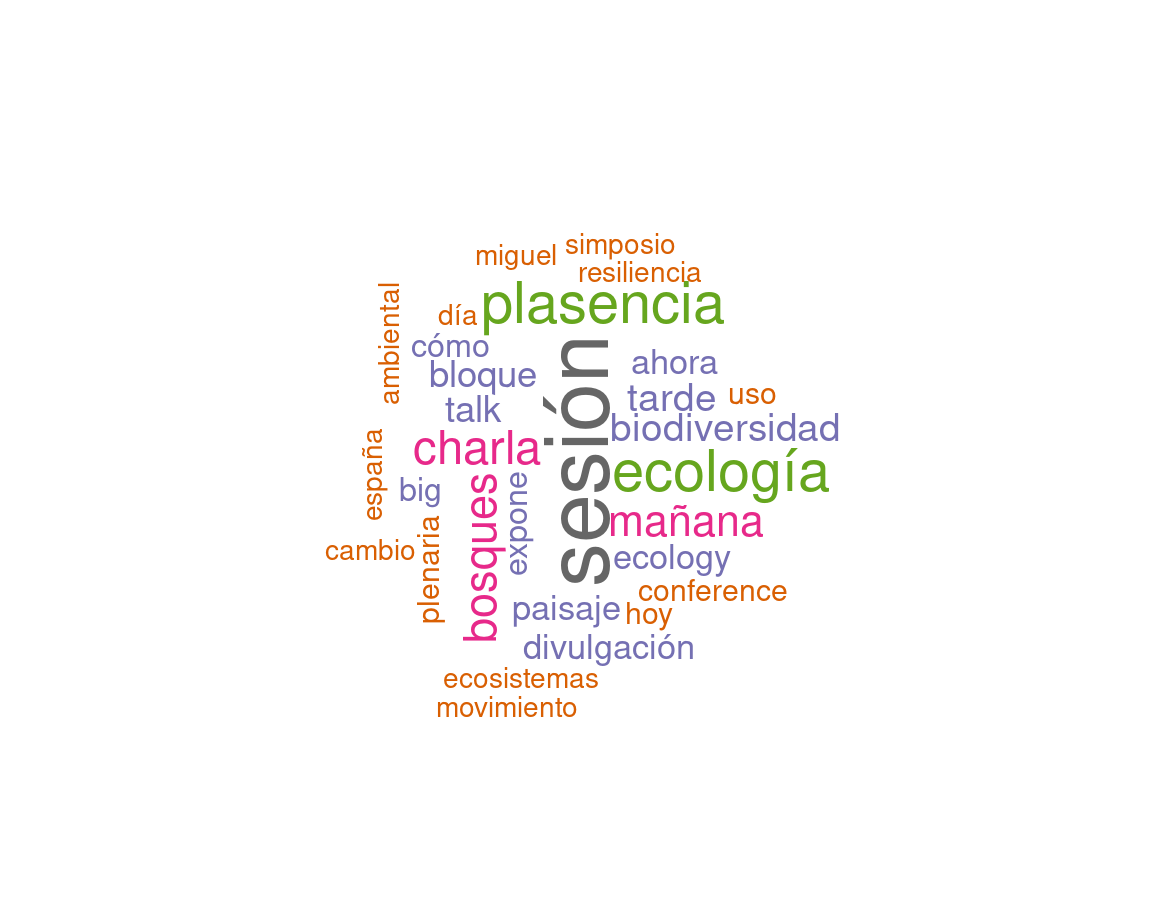 simposio
miguel
resiliencia
plasencia
ambiental
día
cómo
sesión
ahora
bloque
tarde
uso
talk
biodiversidad
charla
ecología
españa
big
bosques
expone
mañana
cambio
plenaria
ecology
conference
paisaje
hoy
divulgación
ecosistemas
movimiento